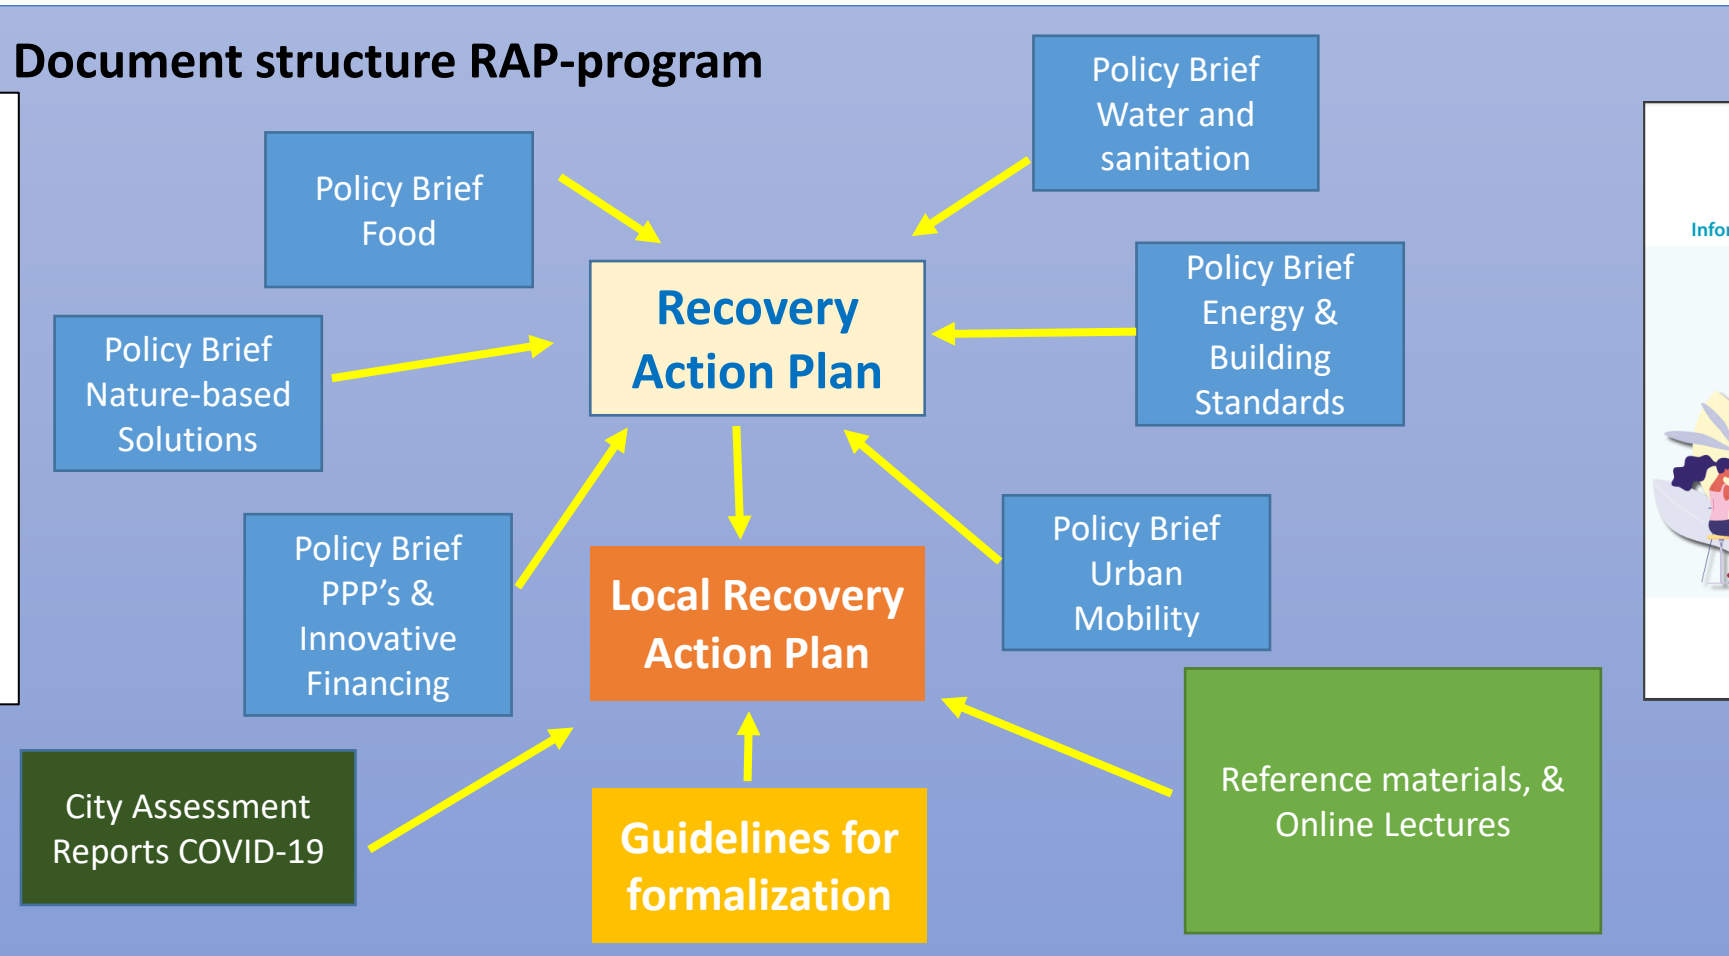 Document structure RAP-program
Policy Brief
Water and
sanitation
Policy Brief
Food
Recovery
Action Plan
Policy Brief
Energy &
Building
Standards
Policy Brief
Nature-based
Solutions
Policy Brief
PPP's &
Innovative
Financing
Local Recovery
Action Plan
Policy Brief
Urban
Mobility
City Assessment
Reports COVID-19
Guidelines for
formalization
Reference materials, &
Online Lectures